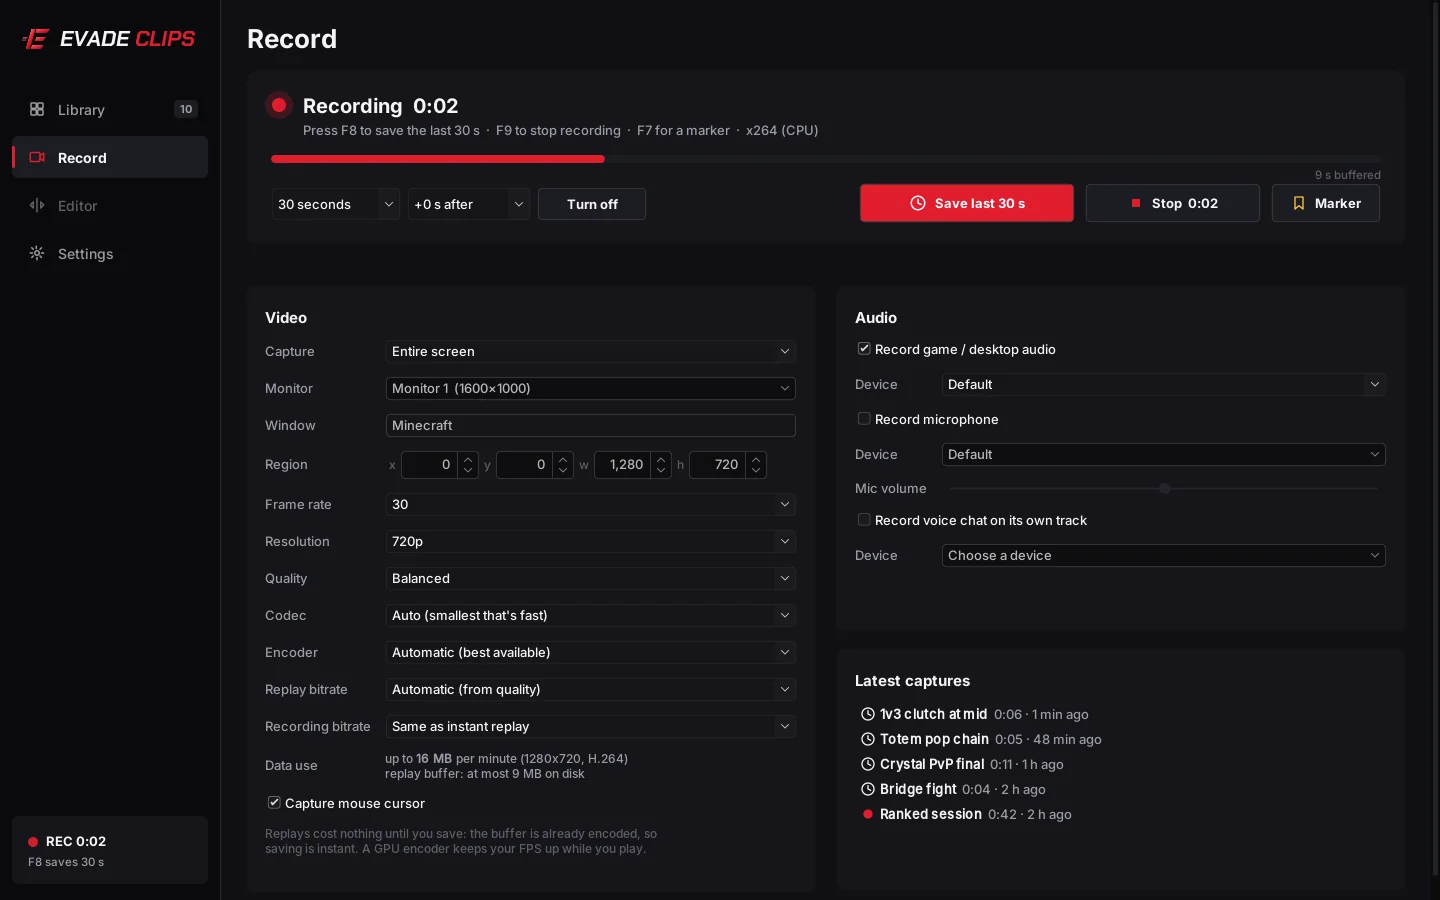 EVADE CLIPS
Library 10
Record
Editor
Settings
REC 0:02
F8 saves 30 s
Record
Recording 0:02
Press F8 to save the last 30 s · F9 to stop recording · F7 for a marker · x264 (CPU)
9 s buffered
30 seconds +0 s after Turn off Save last 30 s Stop 0:02 Marker
Video
Capture Entire screen
Monitor Monitor 1 (1600×1000)
Window Minecraft
Region x 0 y 0 w 1,280 h 720
Frame rate 30
Resolution 720p
Quality Balanced
Codec Auto (smallest that's fast)
Encoder Automatic (best available)
Replay bitrate Automatic (from quality)
Recording bitrate Same as instant replay
Data use up to 16 MB per minute (1280x720, H.264)
replay buffer: at most 9 MB on disk
Capture mouse cursor
Replays cost nothing until you save: the buffer is already encoded, so
saving is instant. A GPU encoder keeps your FPS up while you play.
Audio
Record game / desktop audio
Device Default
Record microphone
Device Default
Mic volume
Record voice chat on its own track
Device Choose a device
Latest captures
1v3 clutch at mid 0:06 · 1 min ago
Totem pop chain 0:05 · 48 min ago
Crystal PvP final 0:11 · 1 h ago
Bridge fight 0:04 · 2 h ago
Ranked session 0:42 · 2 h ago